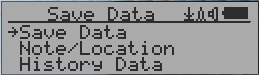 Save Data
→Save Data
Note/Location
History Data